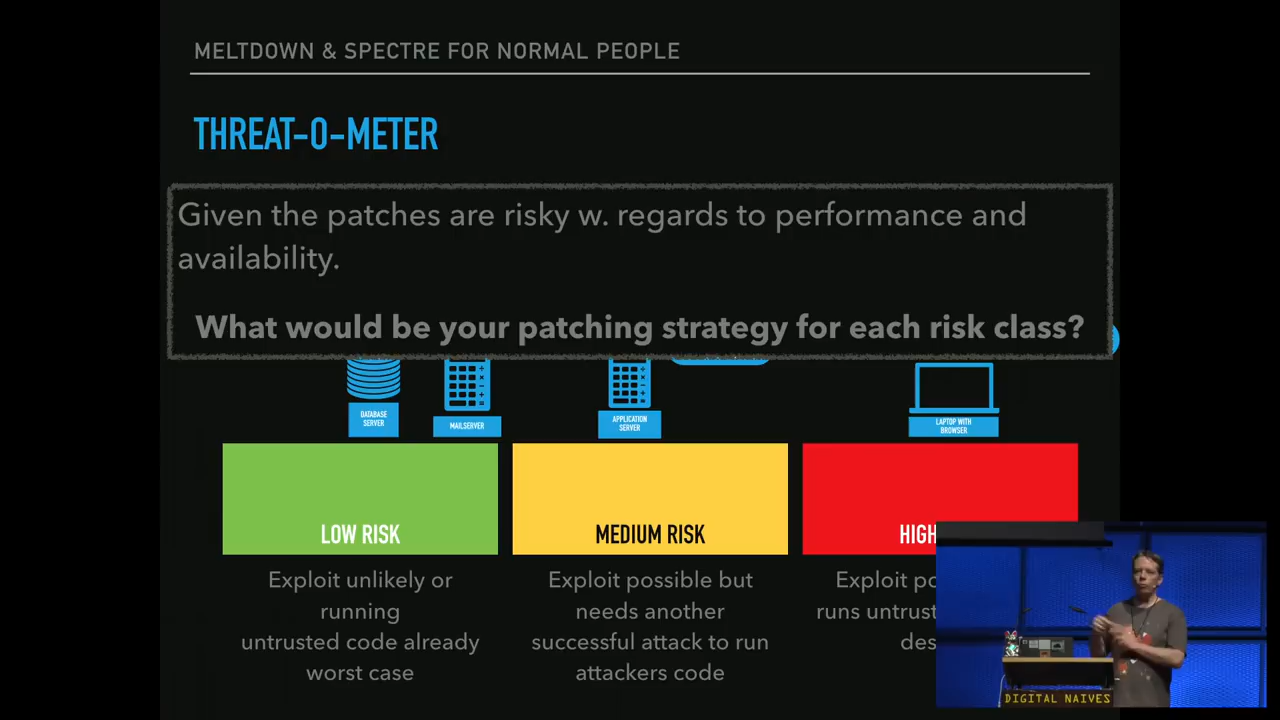 MELTDOWN & SPECTRE FOR NORMAL PEOPLE
THREAT-O-METER
Given the patches are risky w. regards to performance and
availability.
What would be your patching strategy for each risk class?
DATABASE
SERVER
MAILSERVER
APPLICATION
SERVER
LAPTOP WITH
BROWSER
LOW RISK
MEDIUM RISK
HIGH
Exploit unlikely or
running
untrusted code already
worst case
Exploit possible but
needs another
successful attack to run
attackers code
Exploit
runs
DIGITAL NAIVES